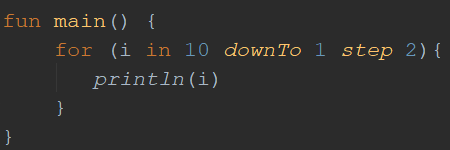 fun main() {
    for (i in 10 downTo 1 step 2){
        println(i)
    }
}